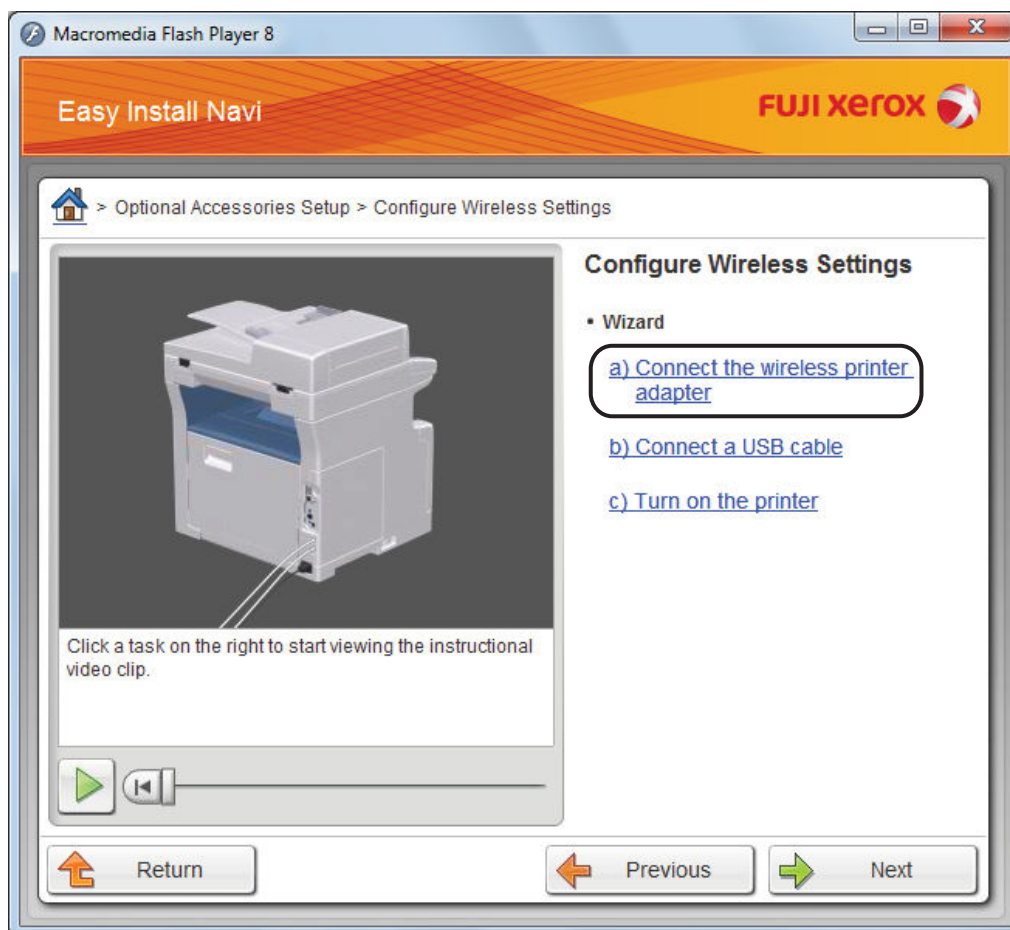 Macromedia Flash Player 8
Easy Install Navi
FUJI xerox
> Optional Accessories Setup > Configure Wireless Settings
Configure Wireless Settings
• Wizard
a) Connect the wireless printer
adapter
b) Connect a USB cable
c) Turn on the printer
Click a task on the right to start viewing the instructional
video clip.
Return
Previous
Next